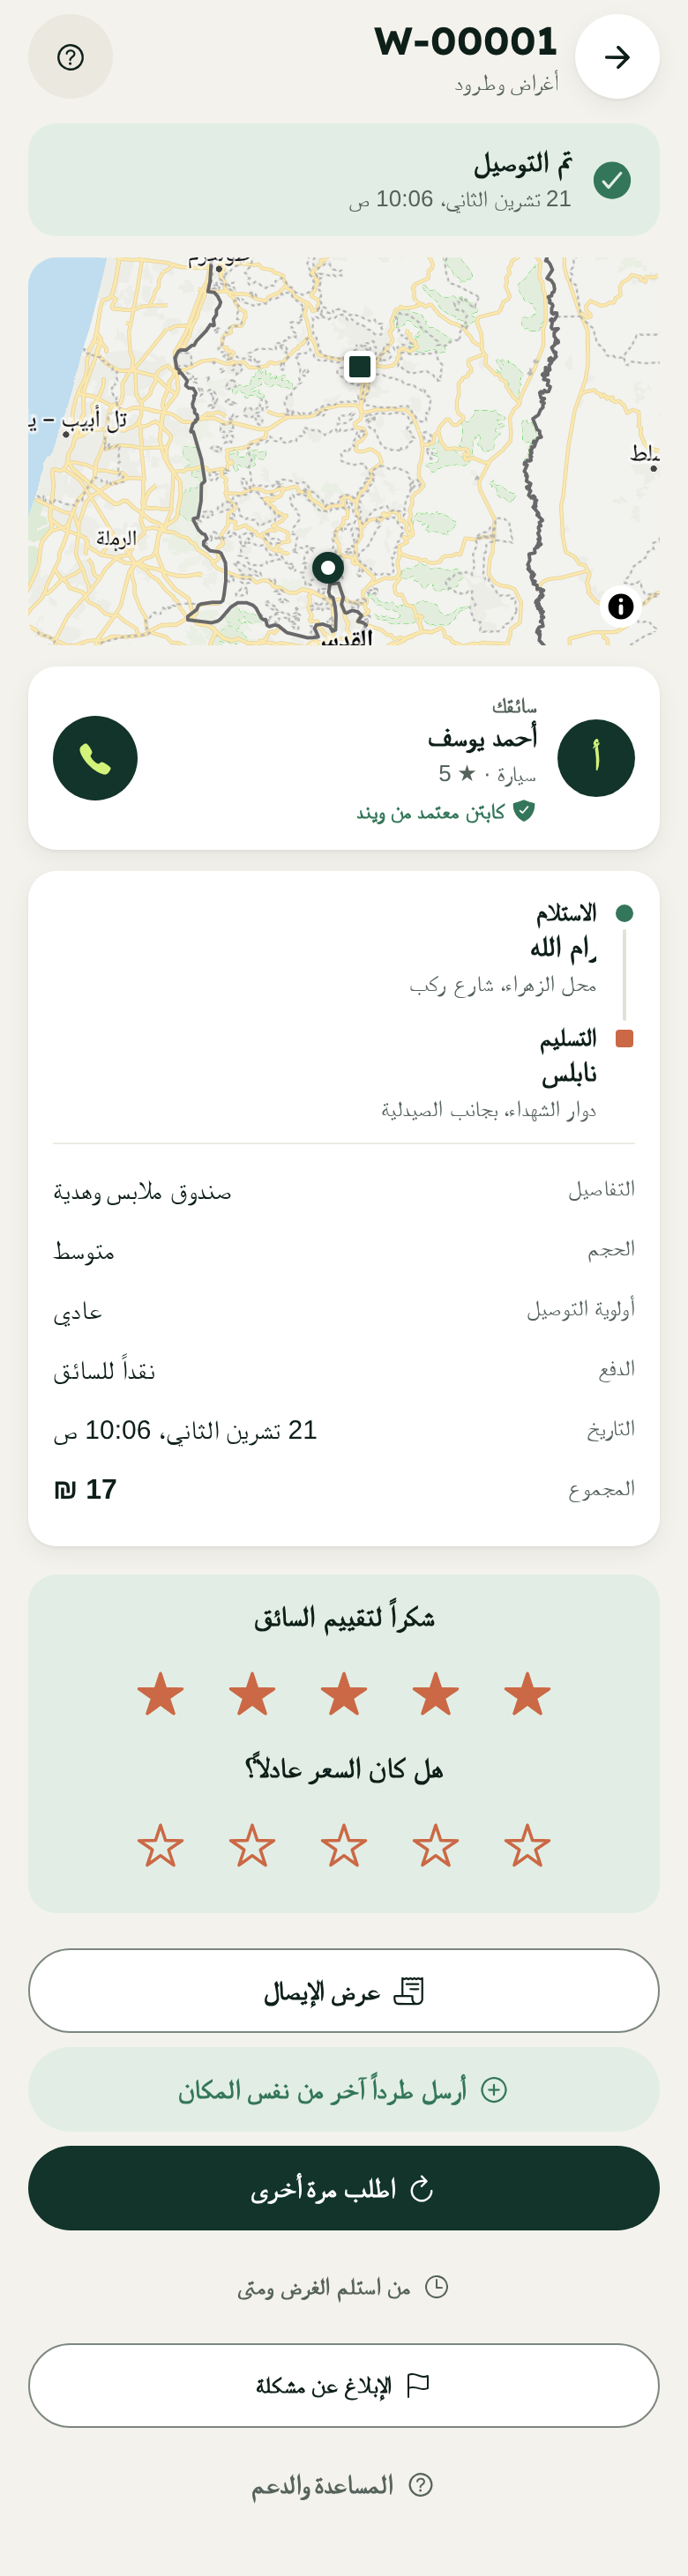 W-00001
أغراض وطرود
تم التوصيل
21 تشرين الثاني، 10:06 ص
تل أبيب – ي
الرملة
القدس
سائقك
أحمد يوسف
سيارة · ★ 5
كابتن معتمد من ويند
أ
الاستلام
رام الله
محل الزهراء، شارع ركب
التسليم
نابلس
دوار الشهداء، بجانب الصيدلية
التفاصيل
صندوق ملابس وهدية
الحجم
متوسط
أولوية التوصيل
عادي
الدفع
نقداً للسائق
التاريخ
21 تشرين الثاني، 10:06 ص
المجموع
17 ₪
شكراً لتقييم السائق
هل كان السعر عادلاً؟
عرض الإيصال
أرسل طرداً آخر من نفس المكان
اطلب مرة أخرى
من استلم الغرض ومتى
الإبلاغ عن مشكلة
المساعدة والدعم